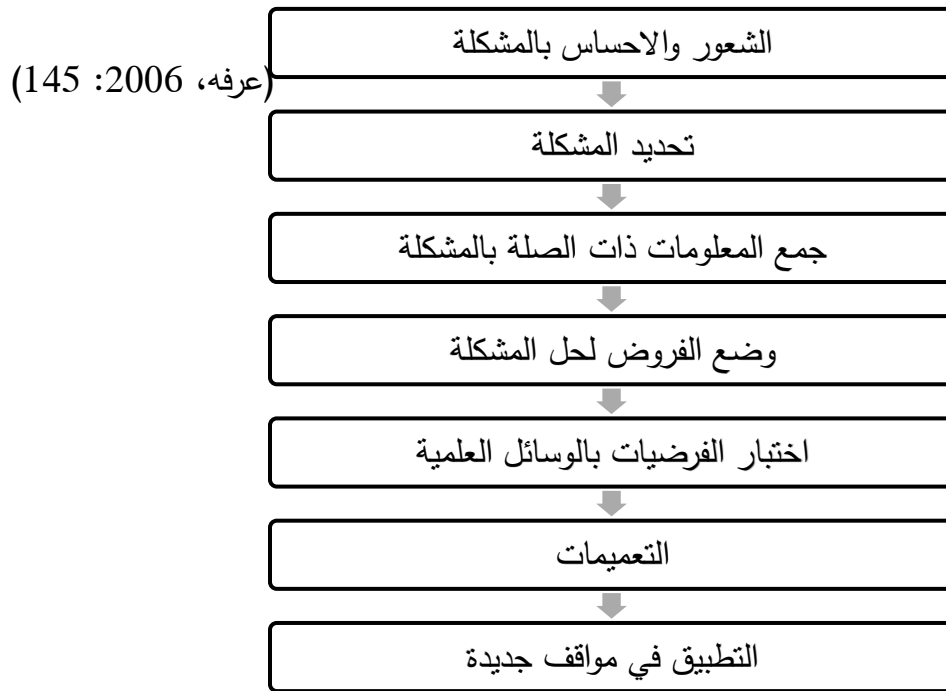 الشعور والاحساس بالمشكلة
(عرفه، 2006: 145)
تحديد المشكلة
جمع المعلومات ذات الصلة بالمشكلة
وضع الفروض لحل المشكلة
اختبار الفرضيات بالوسائل العلمية
التعميمات
التطبيق في مواقف جديدة